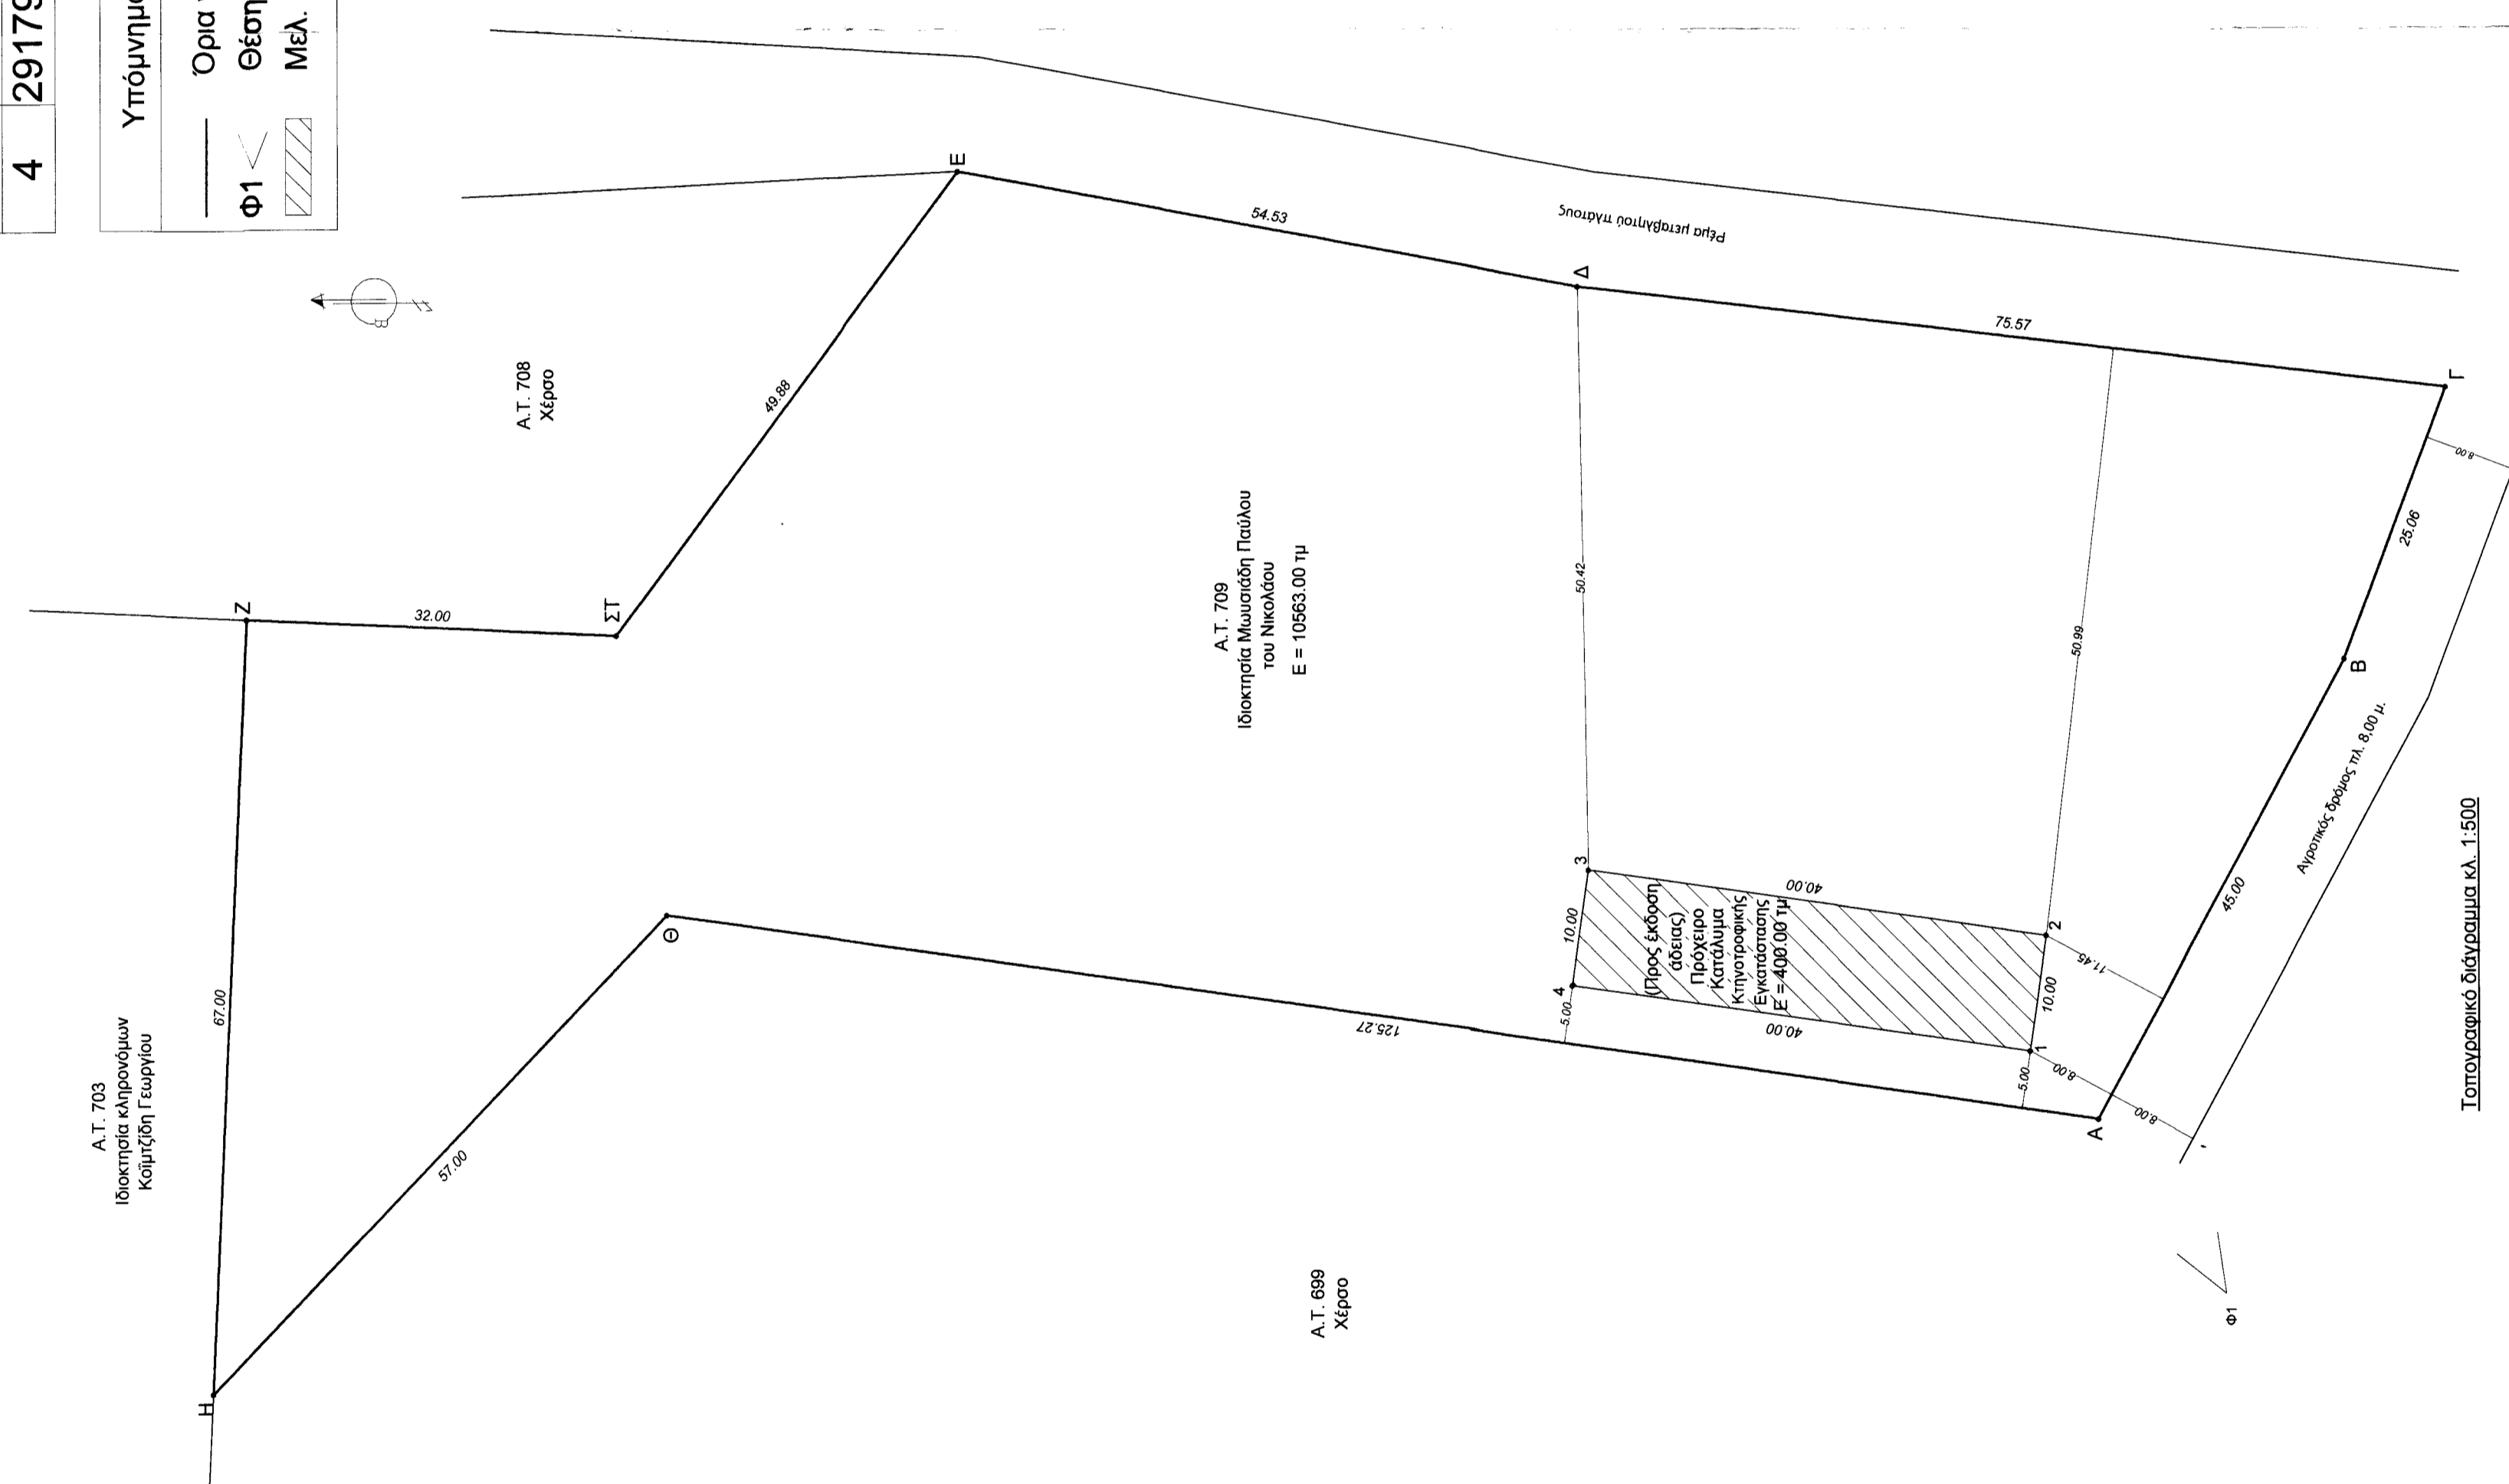 4 29179
Υπόμνημα
Όρια
Φ1 Θέση
Μελ.
Β
Α.Τ. 703
Ιδιοκτησία κληρονόμων
Κοϊμτζίδη Γεωργίου
Α.Τ. 708
Χέρσο
Α.Τ. 709
Ιδιοκτησία Μωυσιάδη Παύλου
του Νικολάου
Ε = 10563.00 τμ
Α.Τ. 699
Χέρσο
Ρέμα μεταβλητού πλάτους
Αγροτικός δρόμος πλ. 8,00 μ.
(Προς έκδοση
άδειας)
Πρόχειρο
Κατάλυμα
Κτηνοτροφικής
Εγκατάστασης
Ε = 400.00 τμ
Η
67.00
Ζ
32.00
ΣΤ
49.88
Ε
54.53
Δ
75.57
Γ
25.06
Β
45.00
Α
125.27
Θ
57.00
50.42
50.99
4
10.00
3
40.00
2
10.00
1
40.00
5.00
5.00
8.00
8.00
11.45
8.00
Φ1
Τοπογραφικό διάγραμμα κλ. 1:500